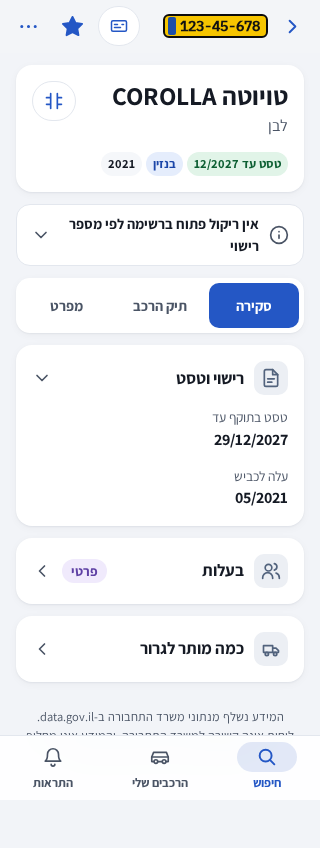 123-45-678
טויוטה COROLLA
לבן
טסט עד 12/2027
בנזין
2021
אין ריקול פתוח ברשימה לפי מספר
רישוי
סקירה
תיק הרכב
מפרט
רישוי וטסט
טסט בתוקף עד
29/12/2027
עלה לכביש
05/2021
בעלות
פרטי
כמה מותר לגרור
המידע נשלף מנתוני משרד התחבורה ב-data.gov.il.
חיפוש
הרכבים שלי
התראות